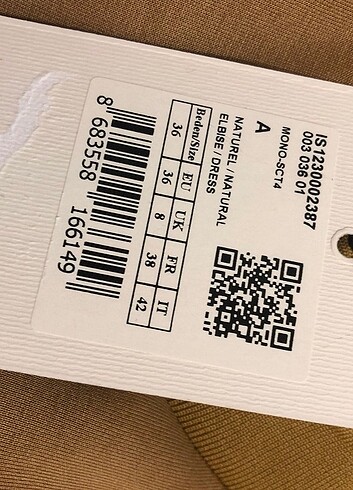 IS1230002387
003 036 01
MONO-SCT4
A
NATUREL / NATURAL
ELBISE / DRESS
Beden/Size EU UK FR IT
36 36 8 38 42
8 683558 166149